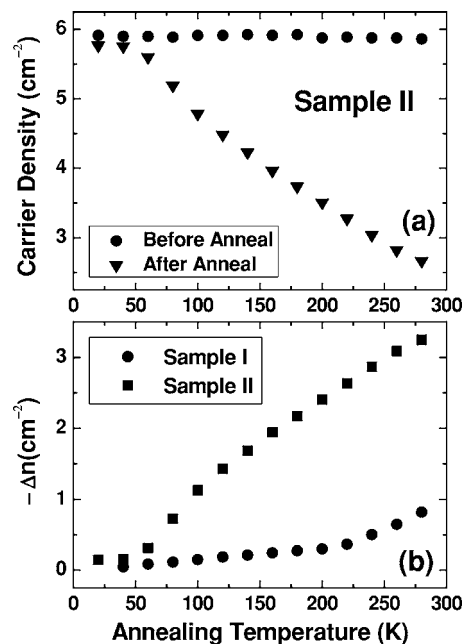 Carrier Density (cm⁻²)
6
5
4
3
Sample II
(a)
Before Anneal
After Anneal
0 50 100 150 200 250 300
−Δn(cm⁻²)
3
2
1
0
Sample I
Sample II
(b)
0 50 100 150 200 250 300
Annealing Temperature (K)